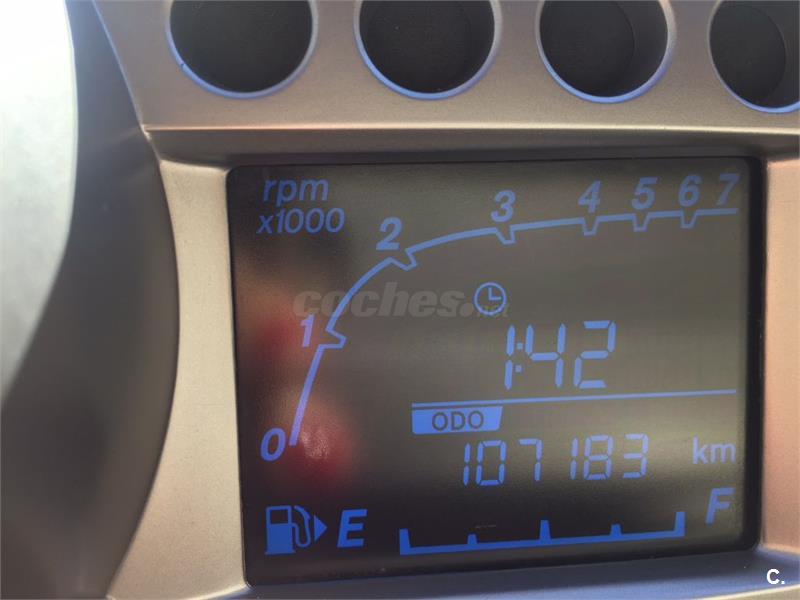 rpm
x1000
0 1 2 3 4 5 6 7
coches.net
1:42
ODO
107183 km
E F
C.